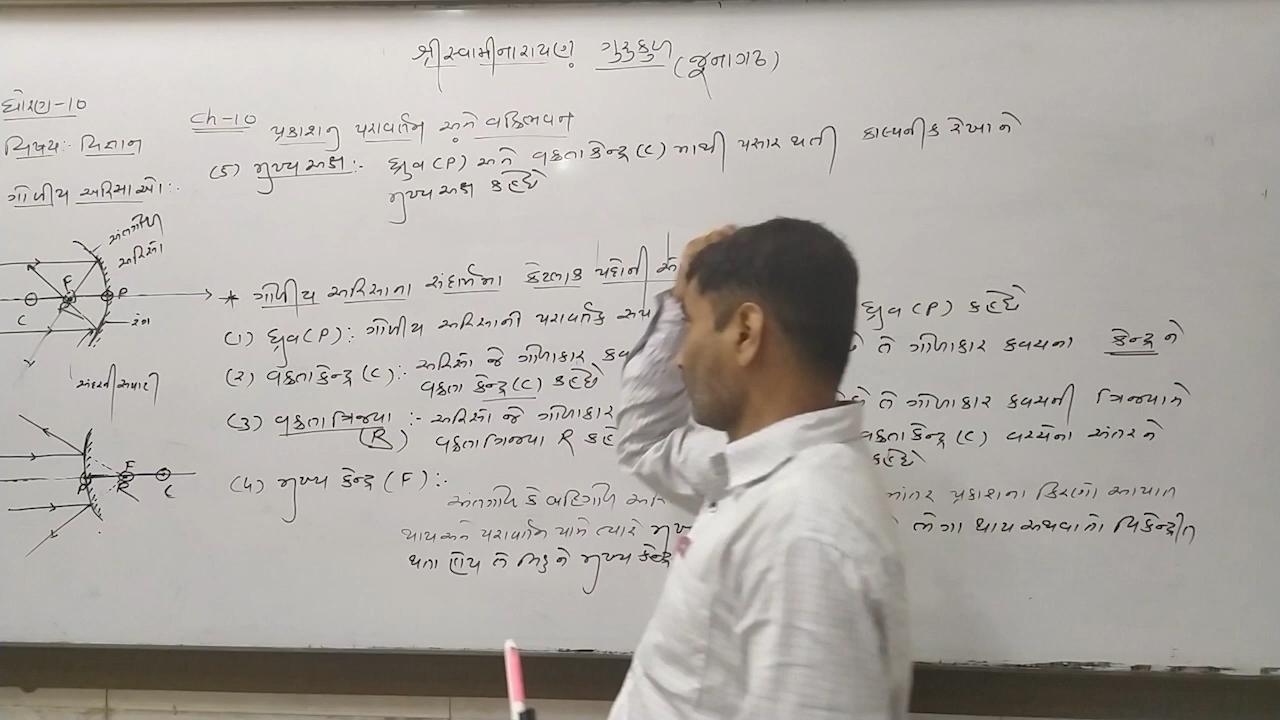 શ્રી સ્વામીનારાયણ ગુરુકુળ (જૂનાગઢ)
ધોરણ-10
વિષય:- વિજ્ઞાન
ગોળીય અરિસાઓ:-
Ch-10 પ્રકાશનું પરાવર્તન અને વક્રિભવન
(5) મુખ્ય અક્ષ:- ધ્રુવ (P) અને વક્રતા કેન્દ્ર (C) માથી પસાર થતી કાલ્પનીક રેખાને
મુખ્ય અક્ષ કહે છે
અંતર્ગોળ
અરિસો
F
P
C
* ગોળીય અરિસાના સંદર્ભમા કેટલાક પદોની
(1) ધ્રુવ (P) :- ગોળીય અરિસાની પરાવર્તક ધ્રુવ (P) કહે છે
(2) વક્રતા કેન્દ્ર (C) :- અરિસો જે ગોળાકાર તે ગોળાકાર કવચના કેન્દ્ર ને
વક્રતા કેન્દ્ર (C) કહે છે
(3) વક્રતા ત્રિજ્યા :- અરિસો જે ગોળાકાર તે ગોળાકાર કવચની ત્રિજ્યાને
(R) વક્રતા ત્રિજ્યા R વક્રતા કેન્દ્ર (C) વચ્ચેના અંતર ને
કહે છે
P F C
(4) મુખ્ય કેન્દ્ર (F) :-
અંતર્ગોળ કે બહિર્ગોળ પ્રકાશના કિરણો આપાત
થાય અને પરાવર્તન પામે ત્યારે ભેગા થાય અથવા તો વિકેન્દ્રીત
થતા હોય તે બિંદુ ને મુખ્ય કેન્દ્ર